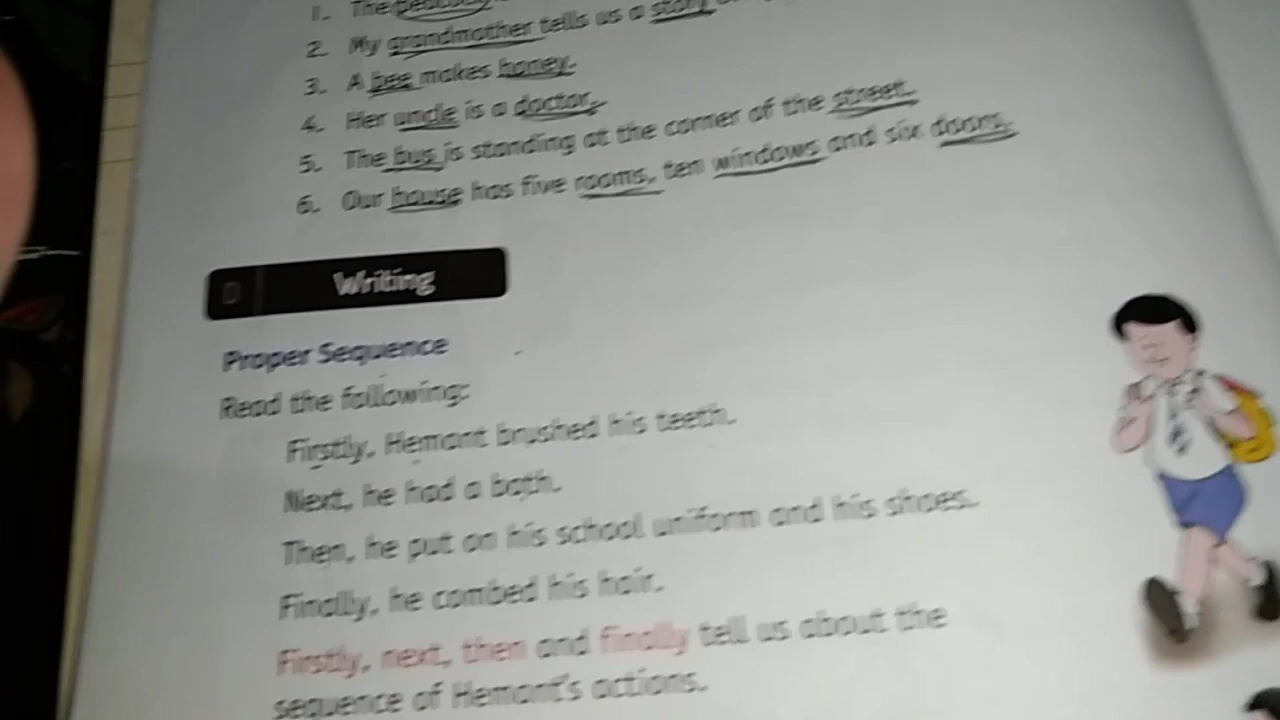 1. The peacock
2. My grandmother tells us a story
3. A bee makes honey.
4. Her uncle is a doctor.
5. The bus is standing at the corner of the street.
6. Our house has five rooms, ten windows and six doors.
D Writing
Proper Sequence
Read the following:
Firstly, Hemant brushed his teeth.
Next, he had a bath.
Then, he put on his school uniform and his shoes.
Finally, he combed his hair.
Firstly, next, then and finally tell us about the
sequence of Hemant's actions.